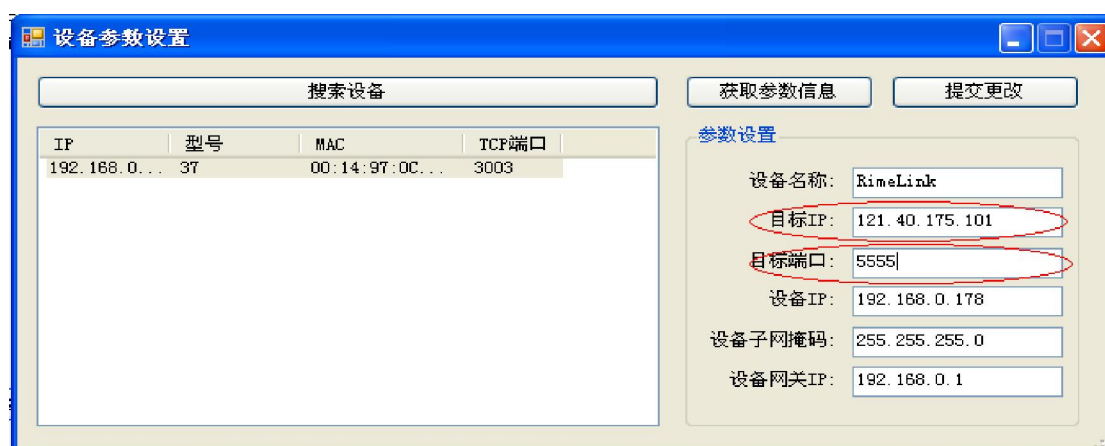 设备参数设置
搜索设备
获取参数信息
提交更改
IP 型号 MAC TCP端口
192.168.0... 37 00:14:97:0C... 3003
参数设置
设备名称: RimeLink
目标IP: 121.40.175.101
目标端口: 5555
设备IP: 192.168.0.178
设备子网掩码: 255.255.255.0
设备网关IP: 192.168.0.1